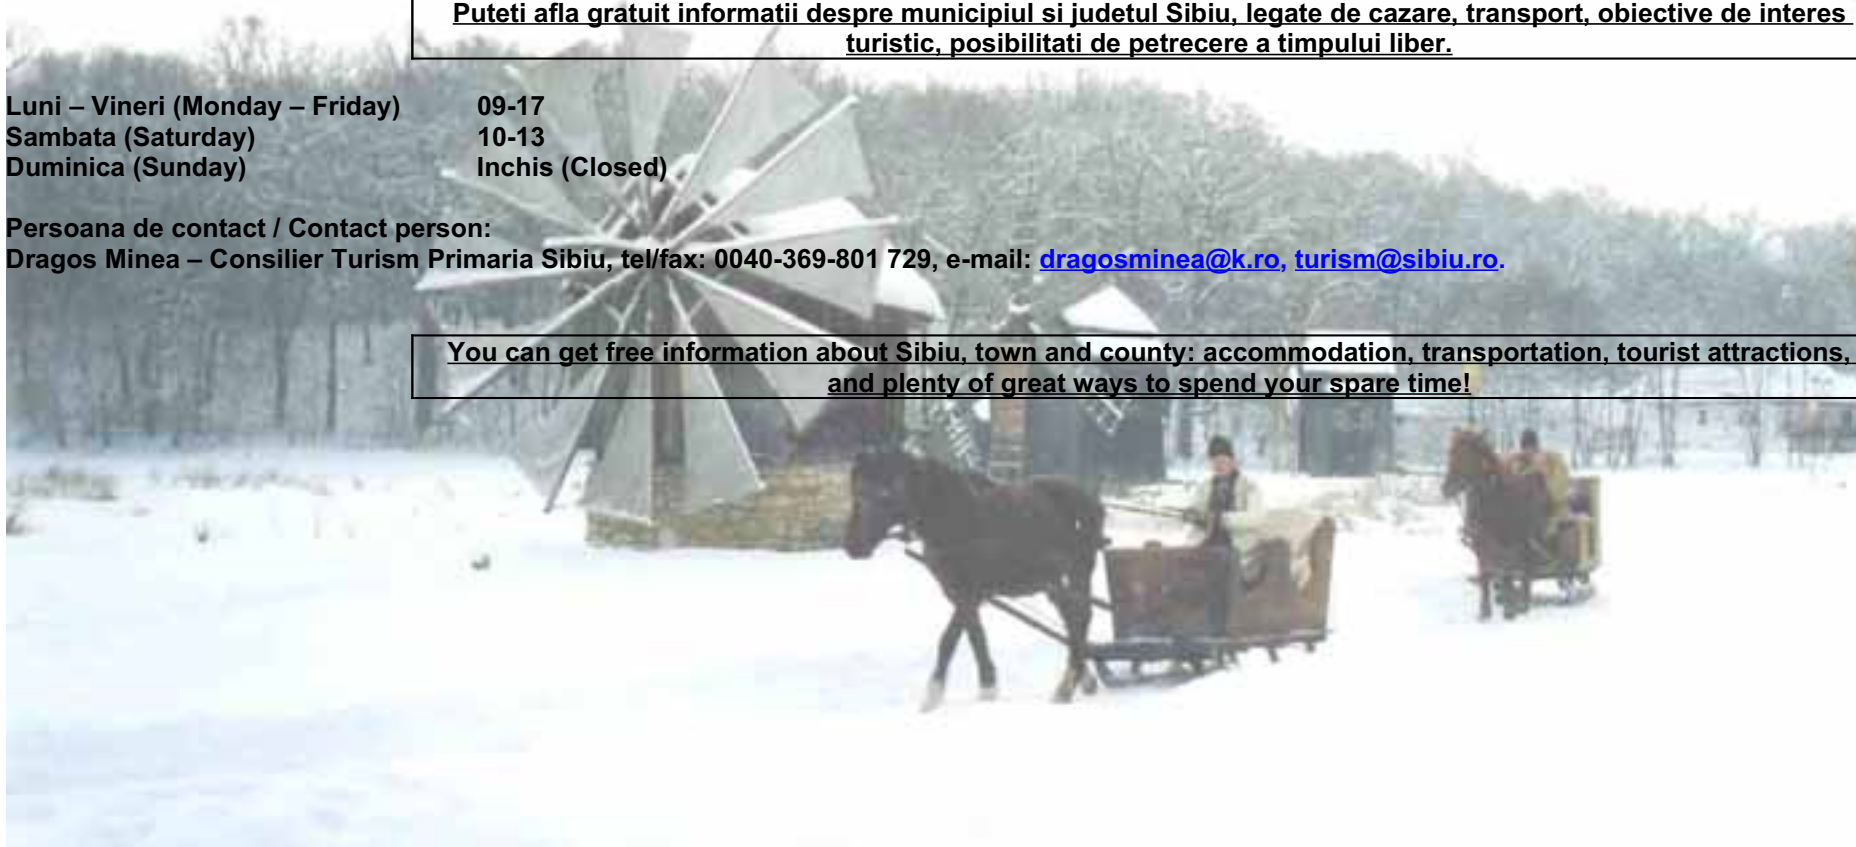 Puteti afla gratuit informatii despre municipiul si judetul Sibiu, legate de cazare, transport, obiective de interes
turistic, posibilitati de petrecere a timpului liber.
Luni – Vineri (Monday – Friday) 09-17
Sambata (Saturday) 10-13
Duminica (Sunday) Inchis (Closed)
Persoana de contact / Contact person:
Dragos Minea – Consilier Turism Primaria Sibiu, tel/fax: 0040-369-801 729, e-mail: dragosminea@k.ro, turism@sibiu.ro.
You can get free information about Sibiu, town and county: accommodation, transportation, tourist attractions,
and plenty of great ways to spend your spare time!